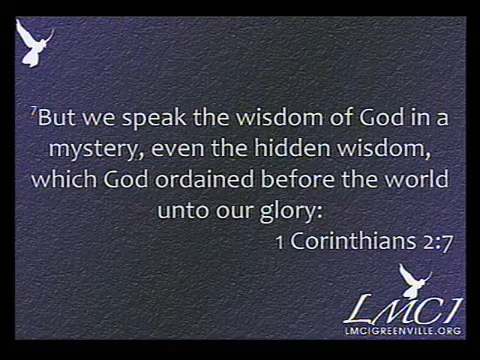 7But we speak the wisdom of God in a
mystery, even the hidden wisdom,
which God ordained before the world
unto our glory:
1 Corinthians 2:7
LMCI
LMCIGREENVILLE.ORG